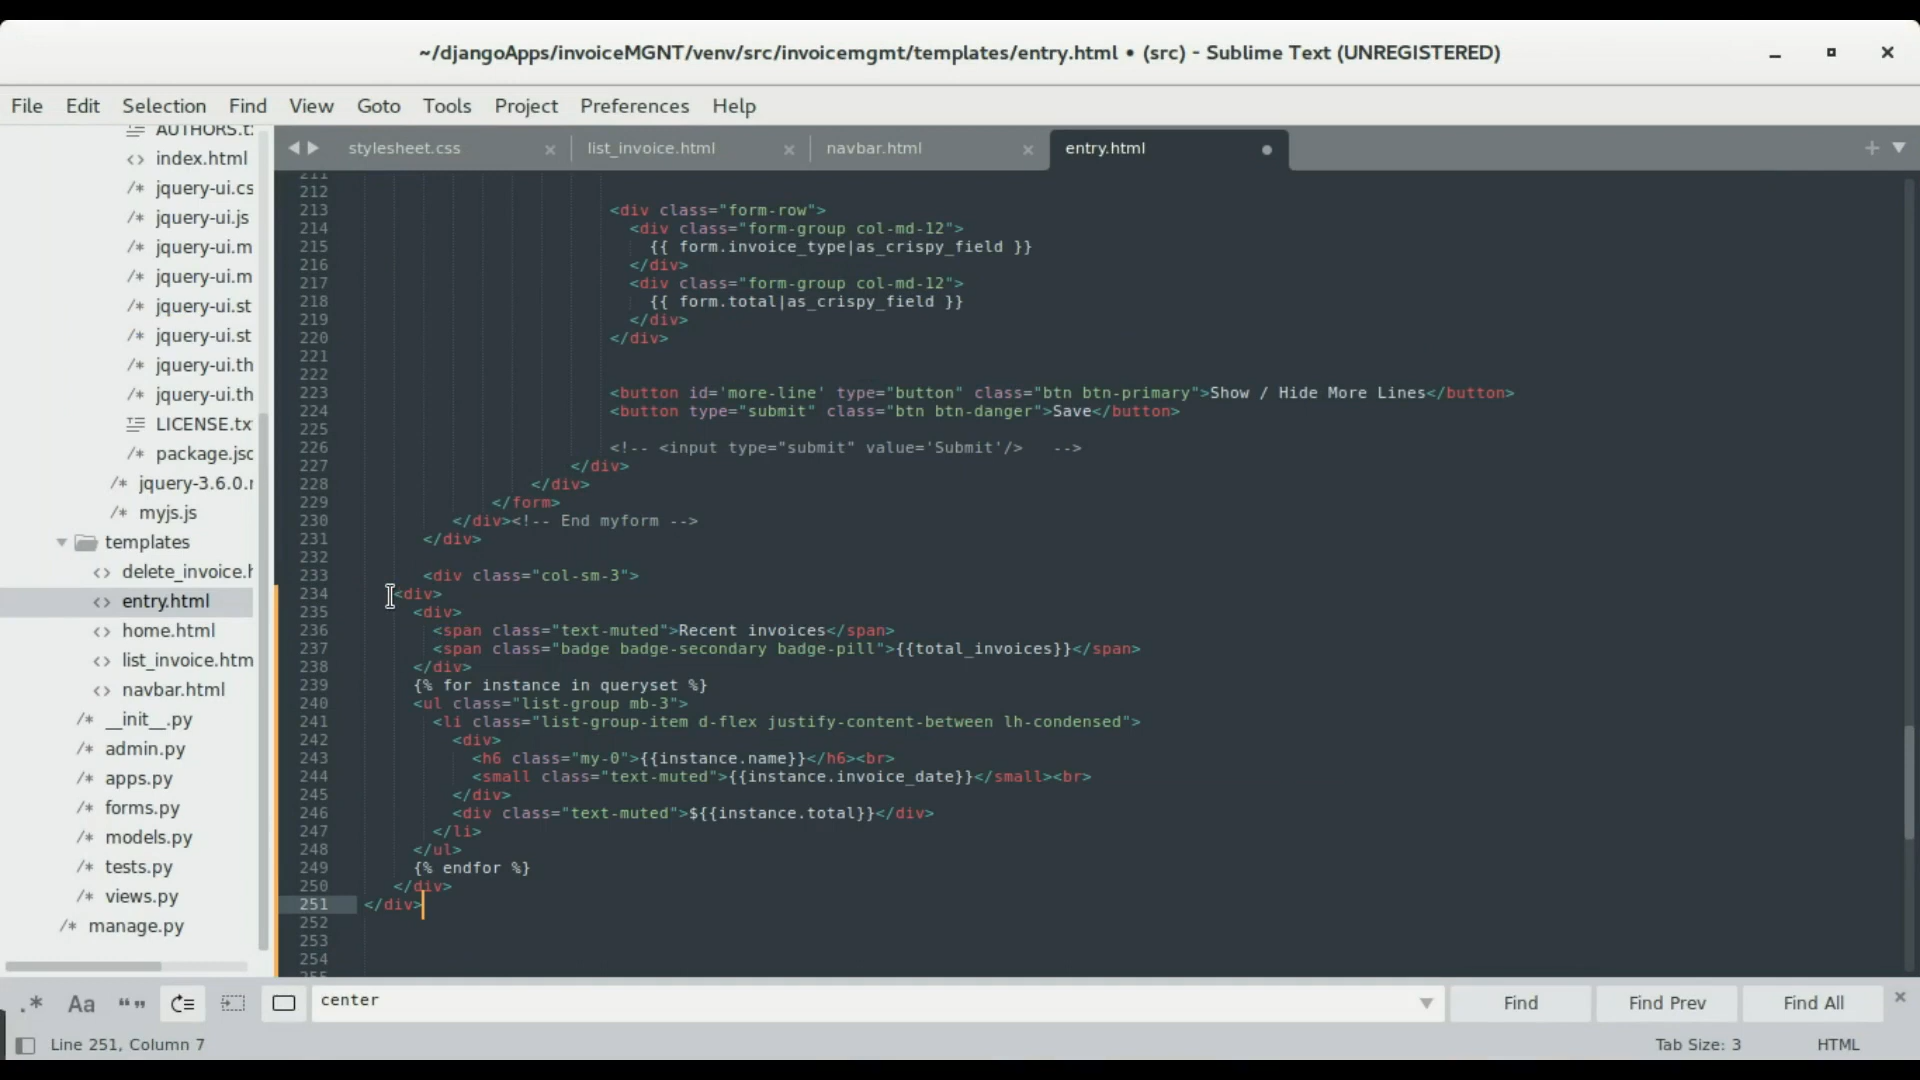 ~/djangoApps/invoiceMGNT/venv/src/invoicemgmt/templates/entry.html • (src) - Sublime Text (UNREGISTERED)
File Edit Selection Find View Goto Tools Project Preferences Help
stylesheet.css list_invoice.html navbar.html entry.html
AUTHORS.t
index.html
jquery-ui.cs
jquery-ui.js
jquery-ui.m
jquery-ui.m
jquery-ui.st
jquery-ui.st
jquery-ui.th
jquery-ui.th
LICENSE.tx
package.jsc
jquery-3.6.0.r
myjs.js
templates
delete_invoice.h
entry.html
home.html
list_invoice.htm
navbar.html
__init__.py
admin.py
apps.py
forms.py
models.py
tests.py
views.py
manage.py
211
212
213 <div class="form-row">
214 <div class="form-group col-md-12">
215 {{ form.invoice_type|as_crispy_field }}
216 </div>
217 <div class="form-group col-md-12">
218 {{ form.total|as_crispy_field }}
219 </div>
220 </div>
221
222
223 <button id='more-line' type="button" class="btn btn-primary">Show / Hide More Lines</button>
224 <button type="submit" class="btn btn-danger">Save</button>
225
226 <!-- <input type="submit" value='Submit'/> -->
227 </div>
228 </div>
229 </form>
230 </div><!-- End myform -->
231 </div>
232
233 <div class="col-sm-3">
234 <div>
235 <div>
236 <span class="text-muted">Recent invoices</span>
237 <span class="badge badge-secondary badge-pill">{{total_invoices}}</span>
238 </div>
239 {% for instance in queryset %}
240 <ul class="list-group mb-3">
241 <li class="list-group-item d-flex justify-content-between lh-condensed">
242 <div>
243 <h6 class="my-0">{{instance.name}}</h6><br>
244 <small class="text-muted">{{instance.invoice_date}}</small><br>
245 </div>
246 <div class="text-muted">${{instance.total}}</div>
247 </li>
248 </ul>
249 {% endfor %}
250 </div>
251 </div>
252
253
254
255
.* Aa “” center Find Find Prev Find All
Line 251, Column 7 Tab Size: 3 HTML